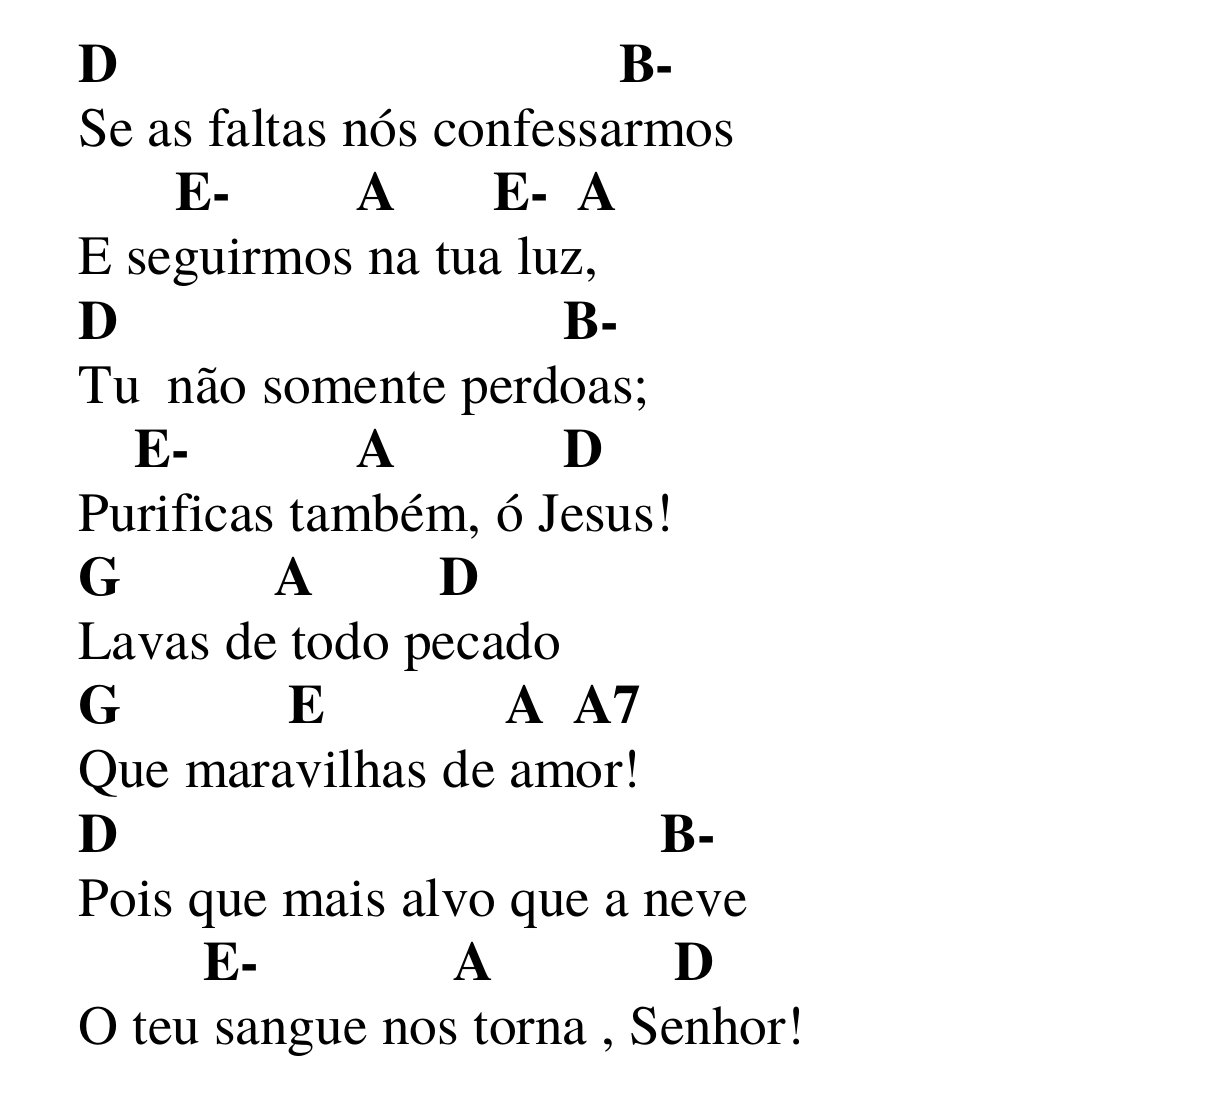 D B-
Se as faltas nós confessarmos
E- A E- A
E seguirmos na tua luz,
D B-
Tu  não somente perdoas;
E- A D
Purificas também, ó Jesus!
G A D
Lavas de todo pecado
G E A A7
Que maravilhas de amor!
D B-
Pois que mais alvo que a neve
E- A D
O teu sangue nos torna , Senhor!